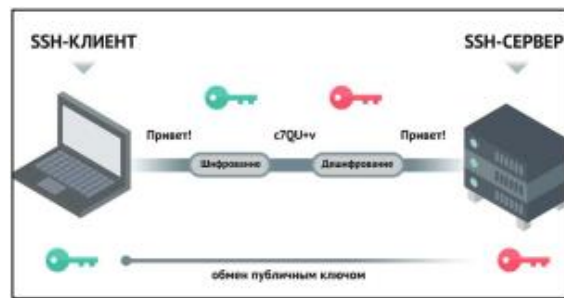 SSH-КЛИЕНТ
SSH-СЕРВЕР
Привет!
c7QU+v
Привет!
Шифрование
Дешифрование
обмен публичным ключом